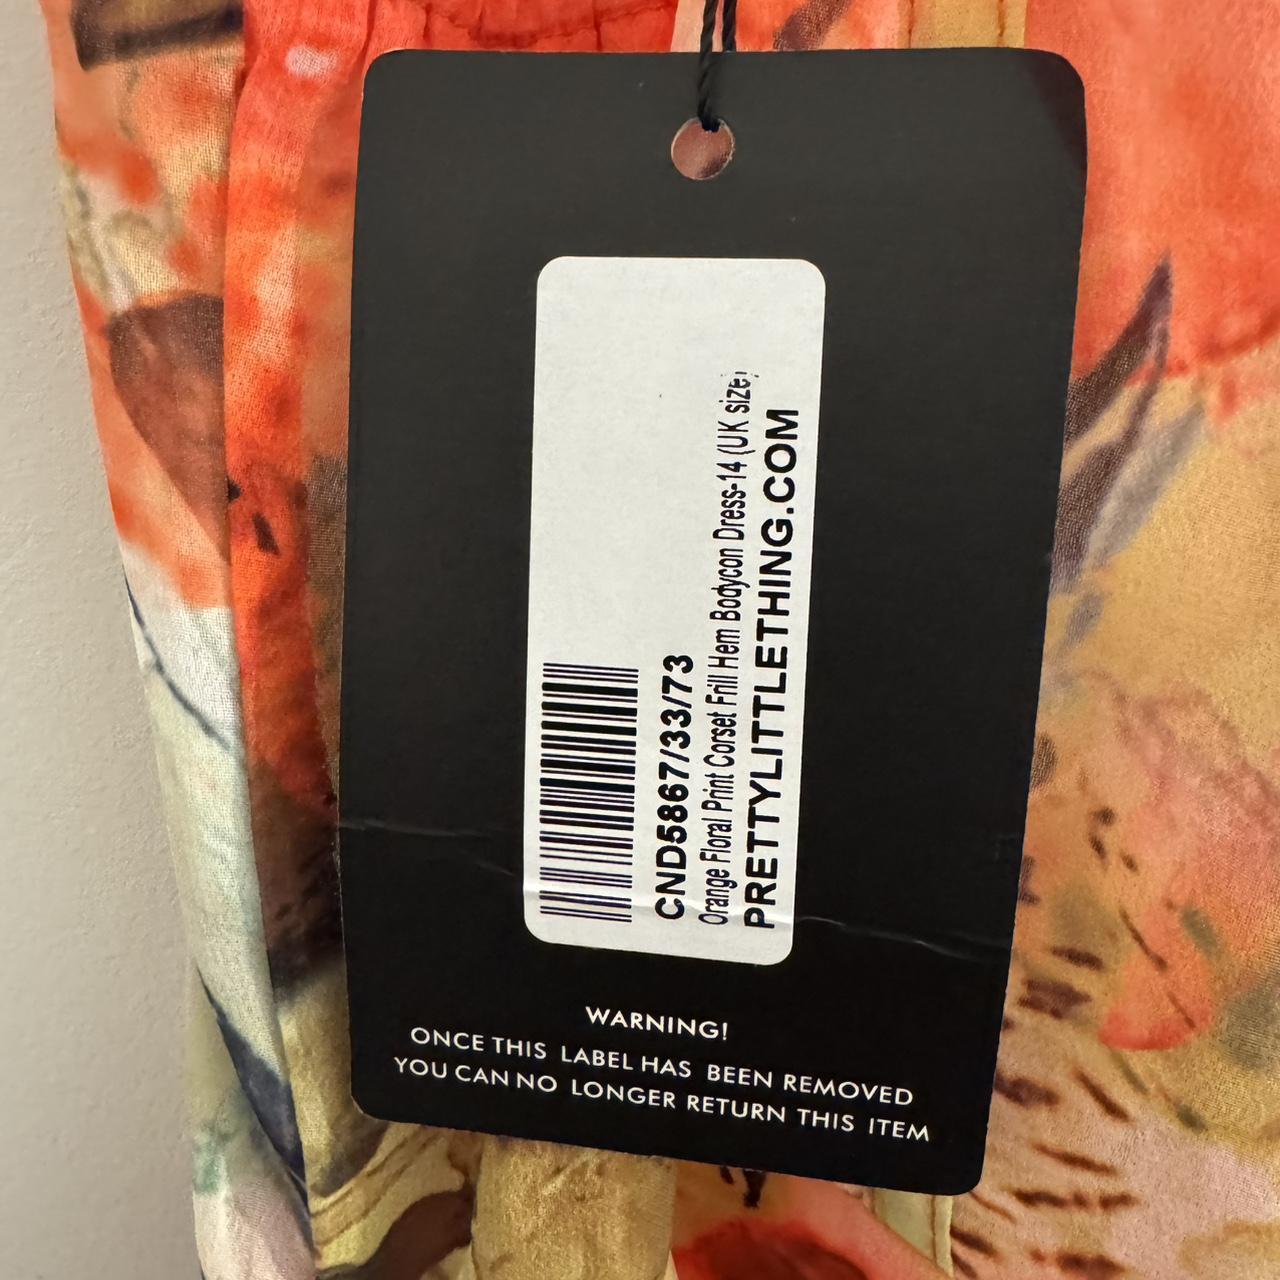 CND5867/33/73
Orange Floral Print Corset Frill Hem Bodycon Dress-14 (UK size)
PRETTYLITTLETHING.COM
WARNING!
ONCE THIS LABEL HAS BEEN REMOVED
YOU CAN NO LONGER RETURN THIS ITEM